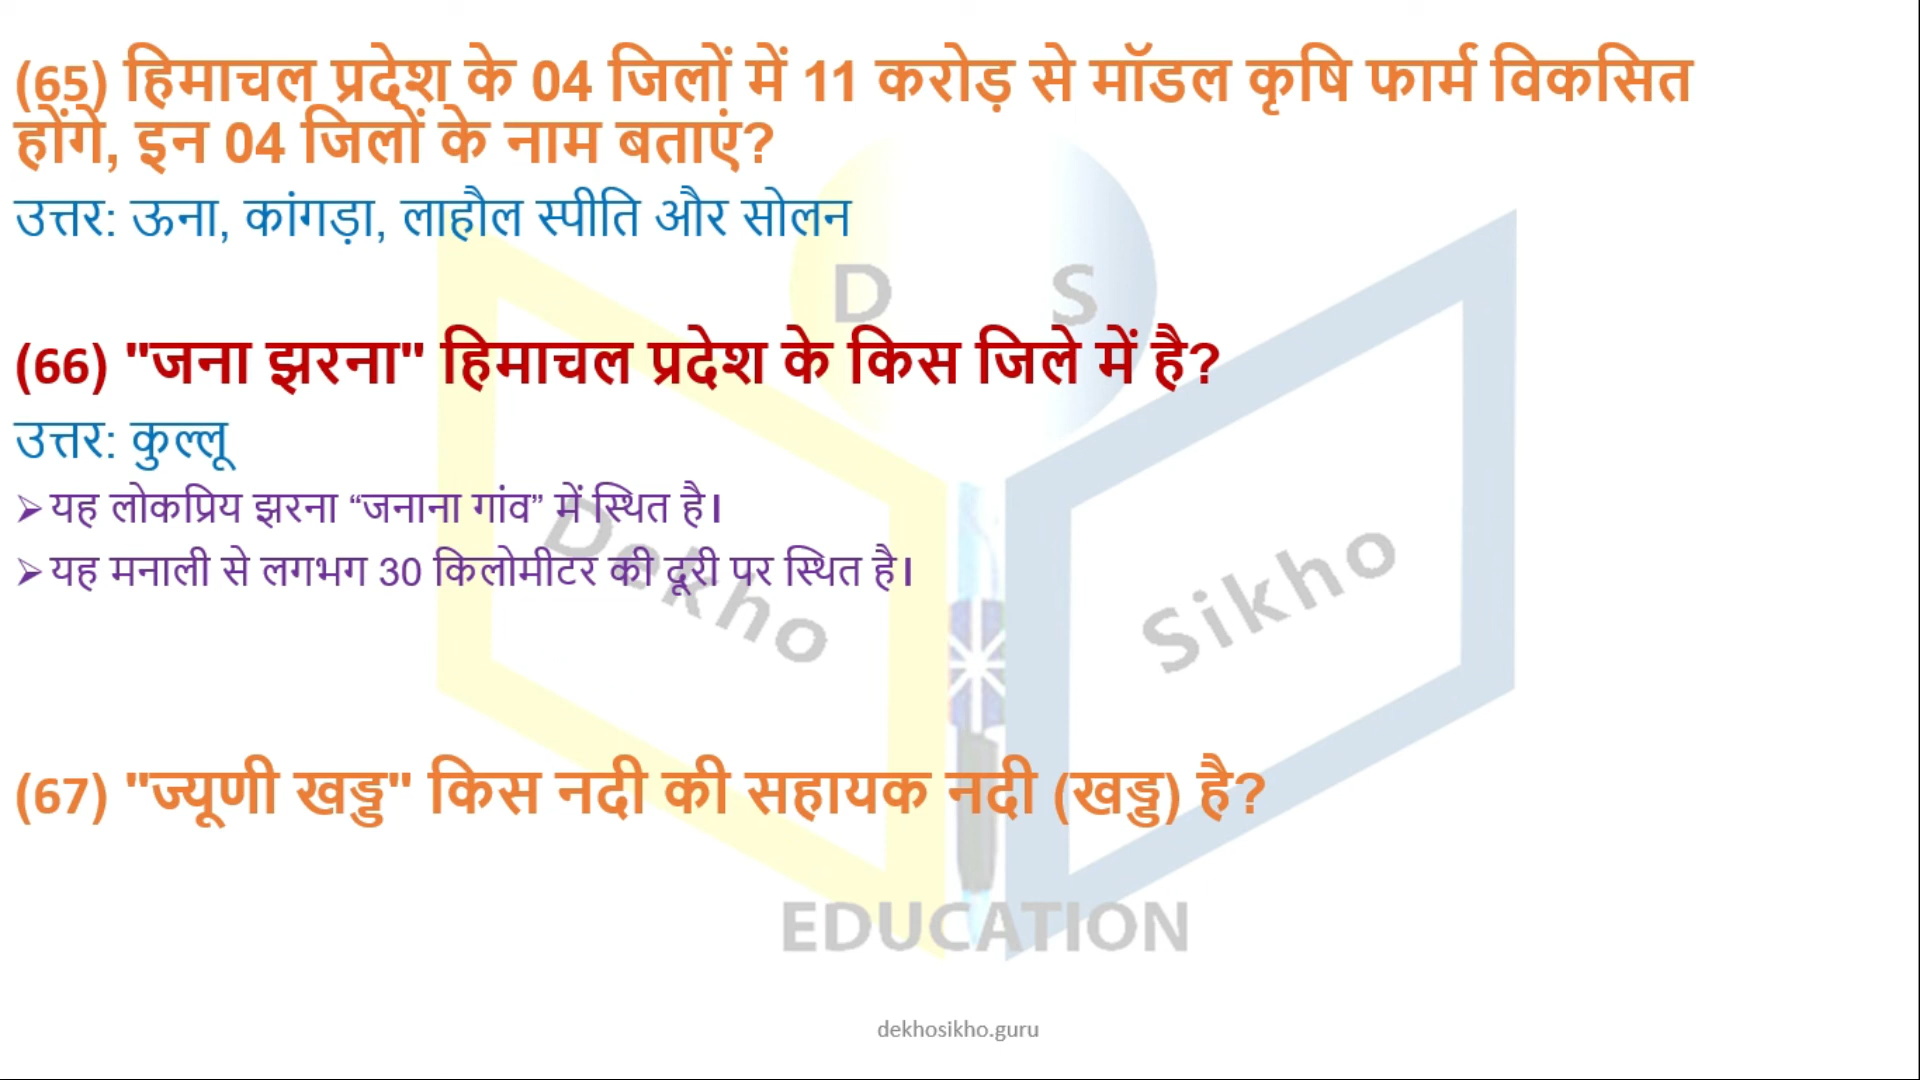 (65) हिमाचल प्रदेश के 04 जिलों में 11 करोड़ से मॉडल कृषि फार्म विकसित
होंगे, इन 04 जिलों के नाम बताएं?
उत्तर: ऊना, कांगड़ा, लाहौल स्पीति और सोलन
D S
(66) "जना झरना" हिमाचल प्रदेश के किस जिले में है?
उत्तर: कुल्लू
➢ यह लोकप्रिय झरना “जनाना गांव” में स्थित है।
➢ यह मनाली से लगभग 30 किलोमीटर की दूरी पर स्थित है।
Dekho Sikho
(67) "ज्यूणी खड्ड" किस नदी की सहायक नदी (खड्ड) है?
EDUCATION
dekhosikho.guru